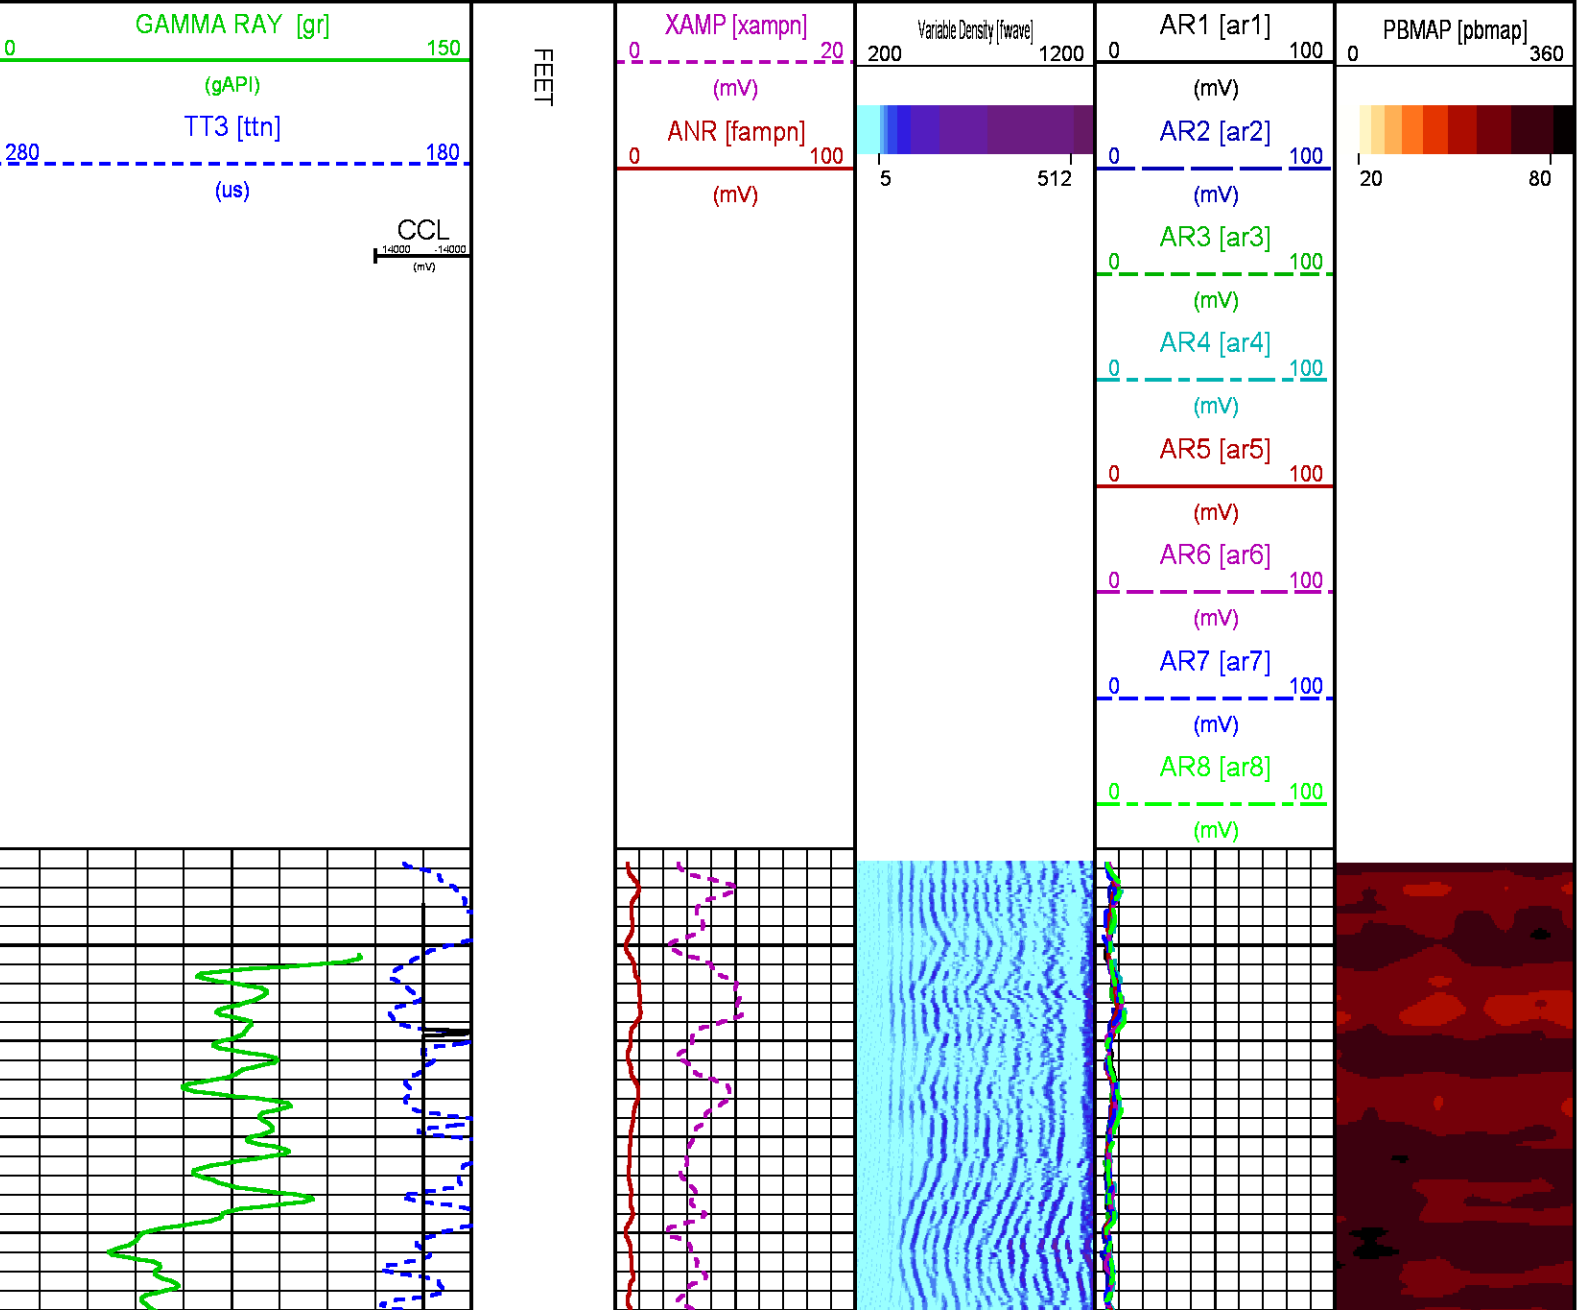 GAMMA RAY [gr]
0 150
(gAPI)
TT3 [ttn]
280 180
(us)
CCL
14000 -14000
(mV)
FEET
XAMP [xampn]
0 20
(mV)
ANR [fampn]
0 100
(mV)
Variable Density [fwave]
200 1200
5 512
AR1 [ar1]
0 100
(mV)
AR2 [ar2]
0 100
(mV)
AR3 [ar3]
0 100
(mV)
AR4 [ar4]
0 100
(mV)
AR5 [ar5]
0 100
(mV)
AR6 [ar6]
0 100
(mV)
AR7 [ar7]
0 100
(mV)
AR8 [ar8]
0 100
(mV)
PBMAP [pbmap]
0 360
20 80